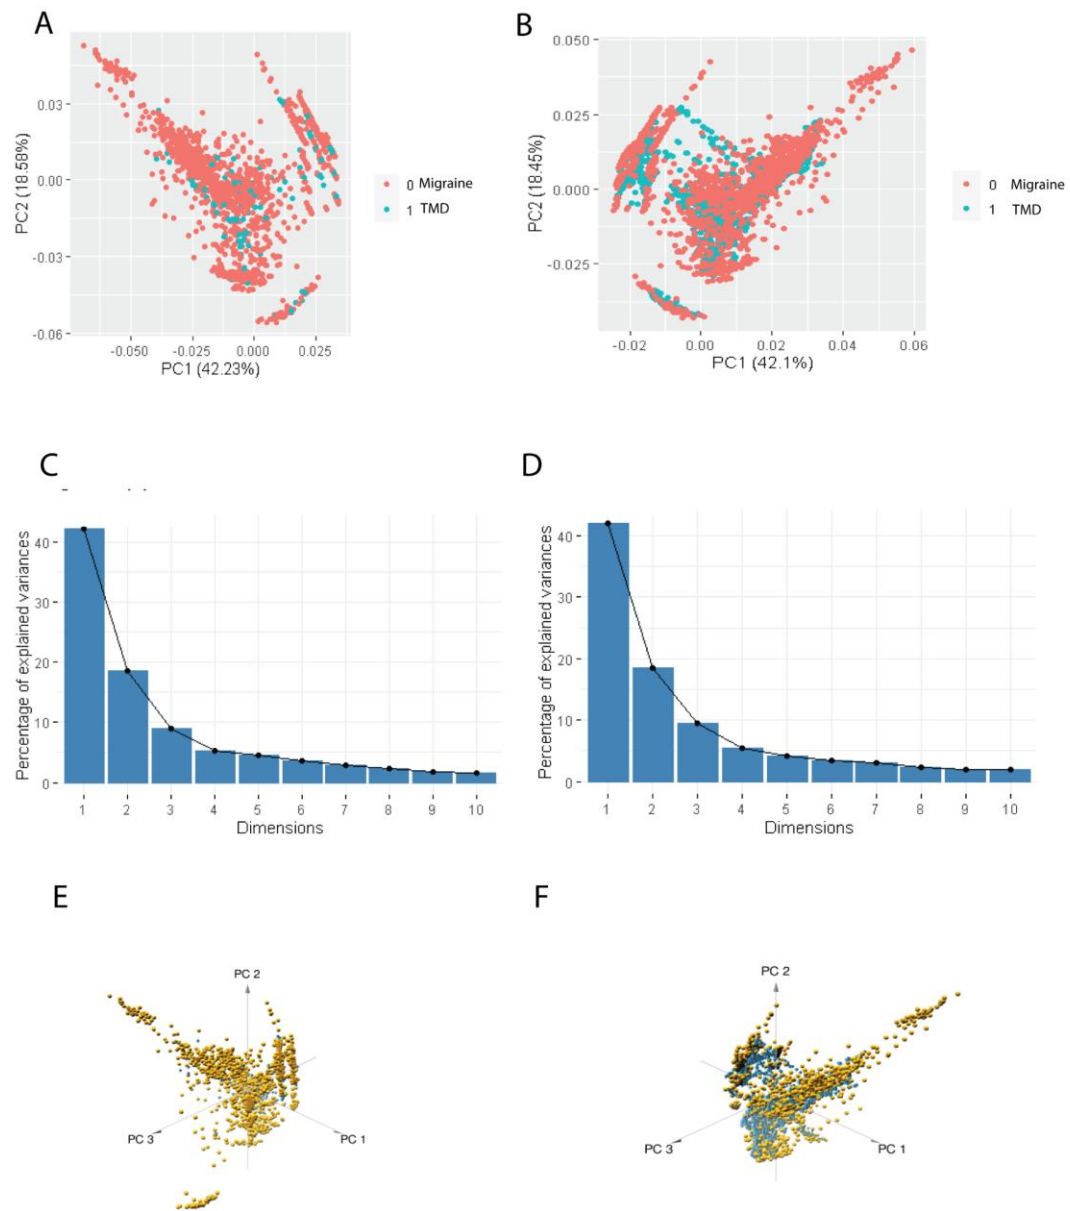 A
B
0.03
0.00
-0.03
-0.06
PC2 (18.58%)
-0.050 -0.025 0.000 0.025
PC1 (42.23%)
0 Migraine
1 TMD
0.050
0.025
0.000
-0.025
PC2 (18.45%)
-0.02 0.00 0.02 0.04 0.06
PC1 (42.1%)
0 Migraine
1 TMD
C
D
Percentage of explained variances
40
30
20
10
0
1 2 3 4 5 6 7 8 9 10
Dimensions
Percentage of explained variances
40
30
20
10
0
1 2 3 4 5 6 7 8 9 10
Dimensions
E
F
PC 2
PC 3
PC 1
PC 2
PC 3
PC 1